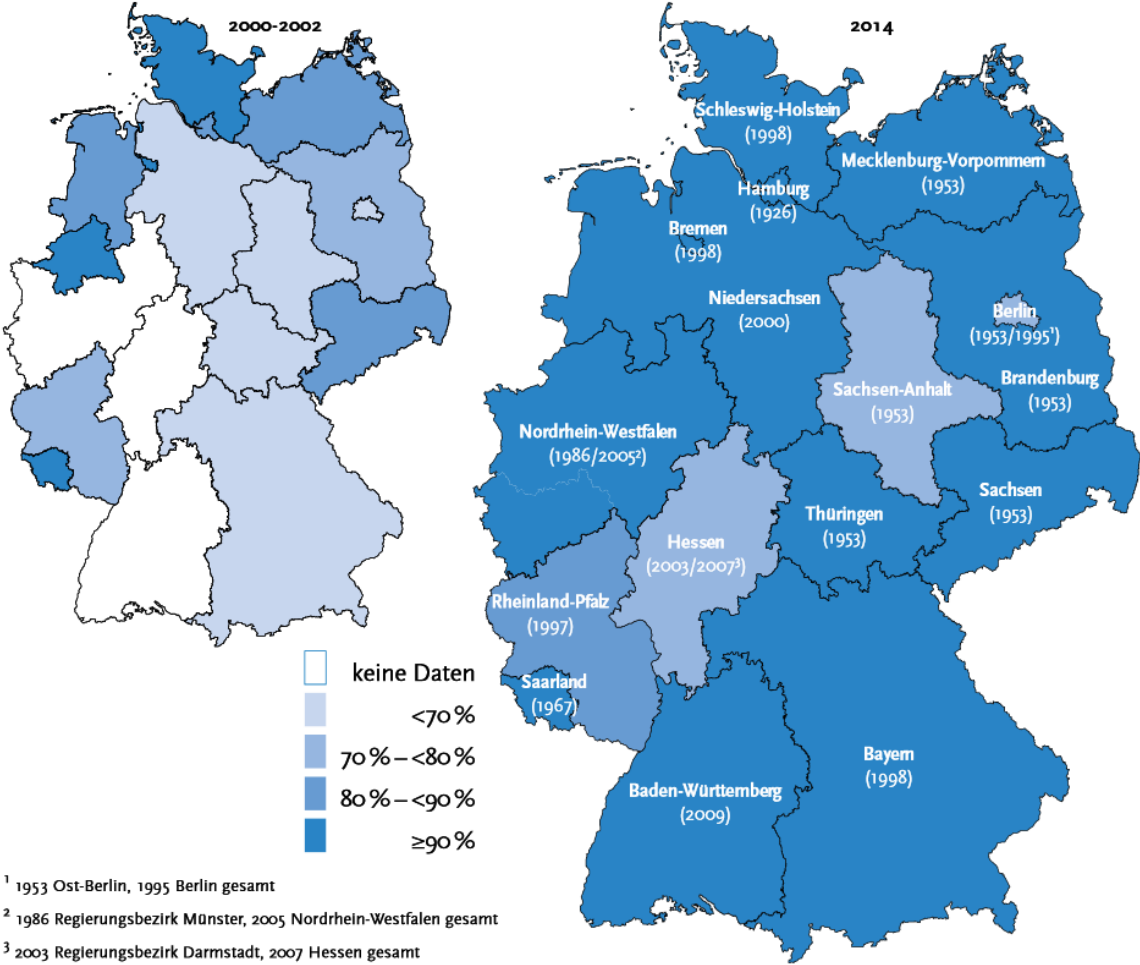 2000-2002
2014
Schleswig-Holstein
(1998)
Mecklenburg-Vorpommern
(1953)
Hamburg
(1926)
Bremen
(1998)
Niedersachsen
(2000)
Berlin
(1953/1995¹)
Brandenburg
(1953)
Sachsen-Anhalt
(1953)
Nordrhein-Westfalen
(1986/2005²)
Sachsen
(1953)
Thüringen
(1953)
Hessen
(2003/2007³)
Rheinland-Pfalz
(1997)
Saarland
(1967)
Bayern
(1998)
Baden-Württemberg
(2009)
keine Daten
<70 %
70 % – <80 %
80 % – <90 %
≥90 %
¹ 1953 Ost-Berlin, 1995 Berlin gesamt
² 1986 Regierungsbezirk Münster, 2005 Nordrhein-Westfalen gesamt
³ 2003 Regierungsbezirk Darmstadt, 2007 Hessen gesamt